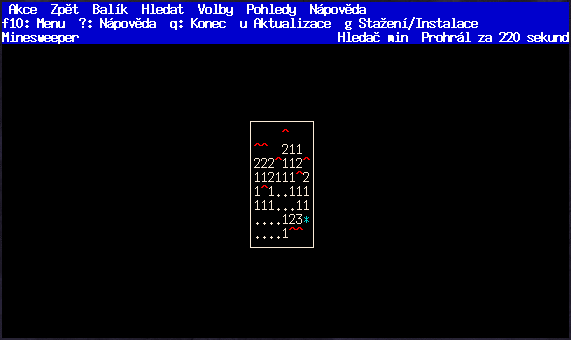 Akce  Zpět  Balík  Hledat  Volby  Pohledy  Nápověda
f10: Menu  ?: Nápověda  q: Konec  u Aktualizace  g Stažení/Instalace
Minesweeper Hledač min  Prohrál za 220 sekund
    ^
^^  211
222^112^
112111^2
1^1..111
111...11
....123*
....1^^